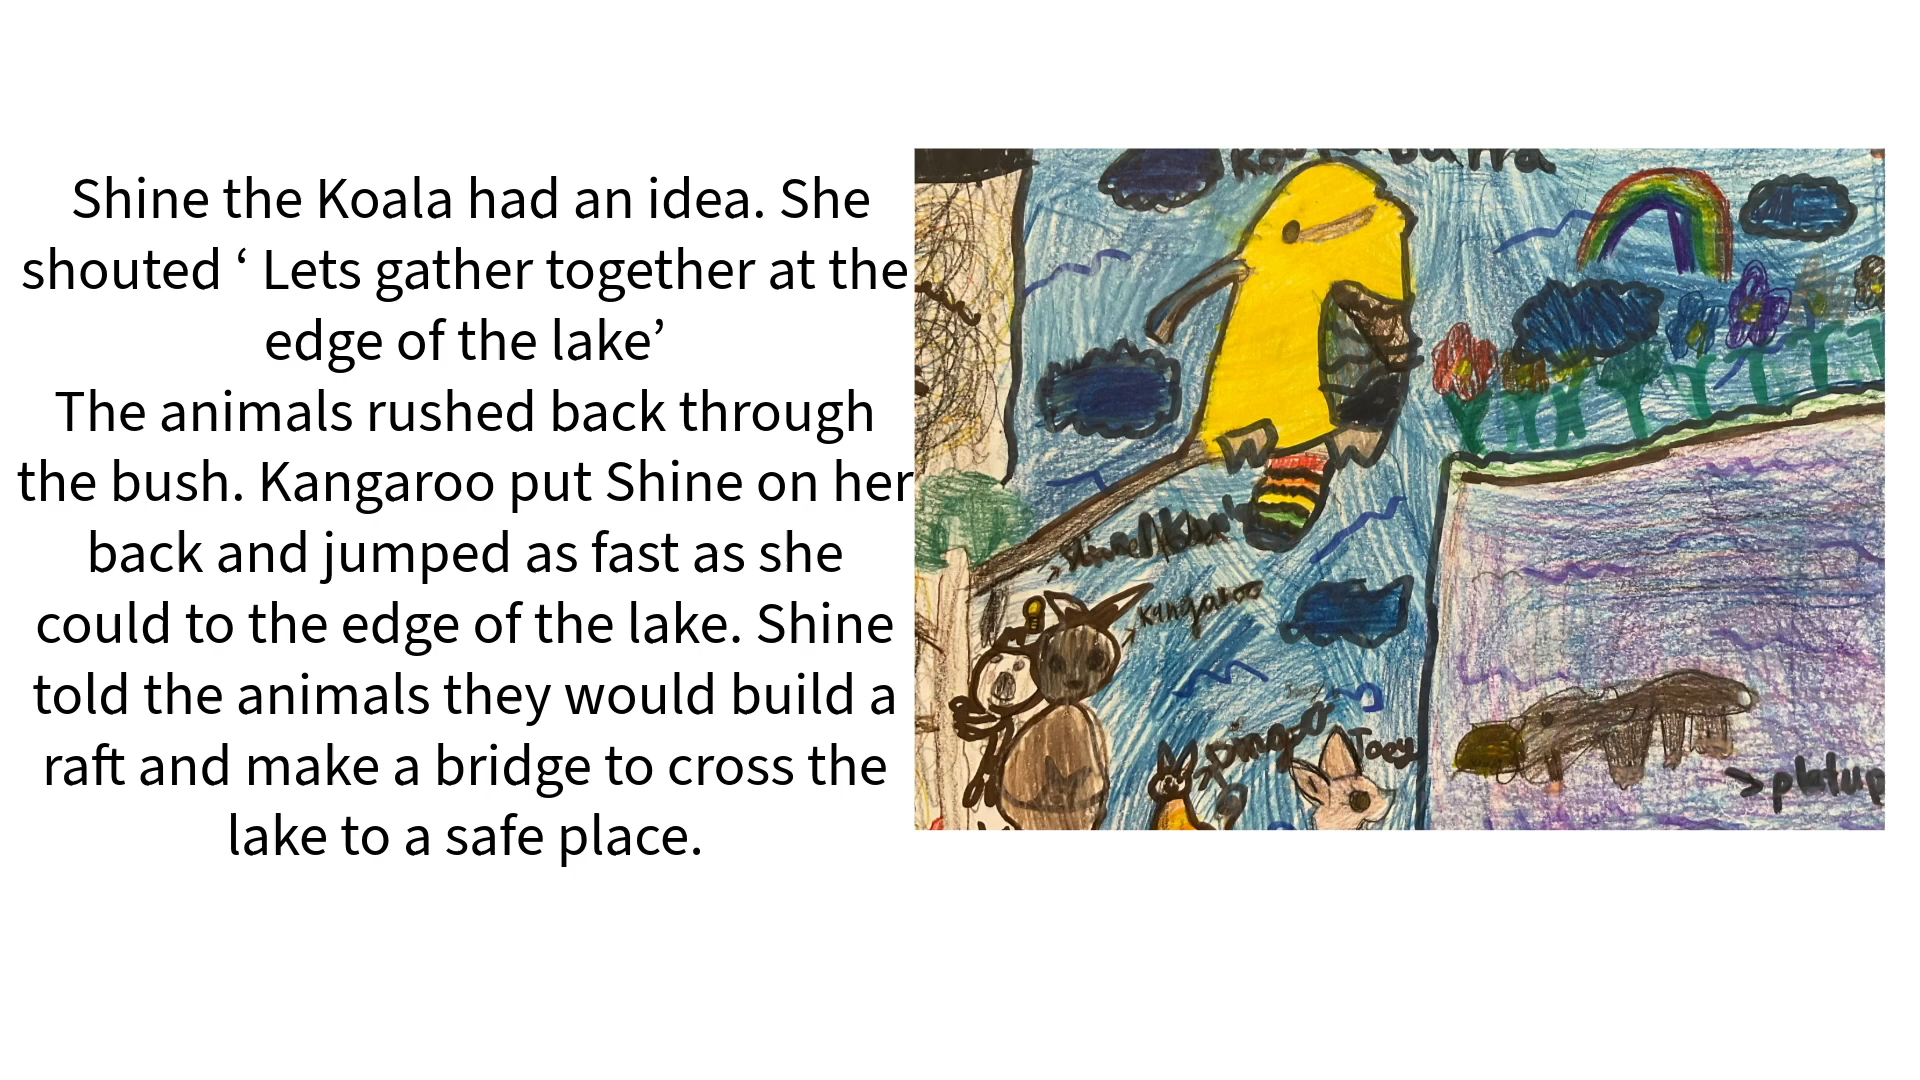 Shine the Koala had an idea. She
shouted ‘ Lets gather together at the
edge of the lake’
The animals rushed back through
the bush. Kangaroo put Shine on her
back and jumped as fast as she
could to the edge of the lake. Shine
told the animals they would build a
raft and make a bridge to cross the
lake to a safe place.
>kangaroo
>Dingo
Joey
>platup